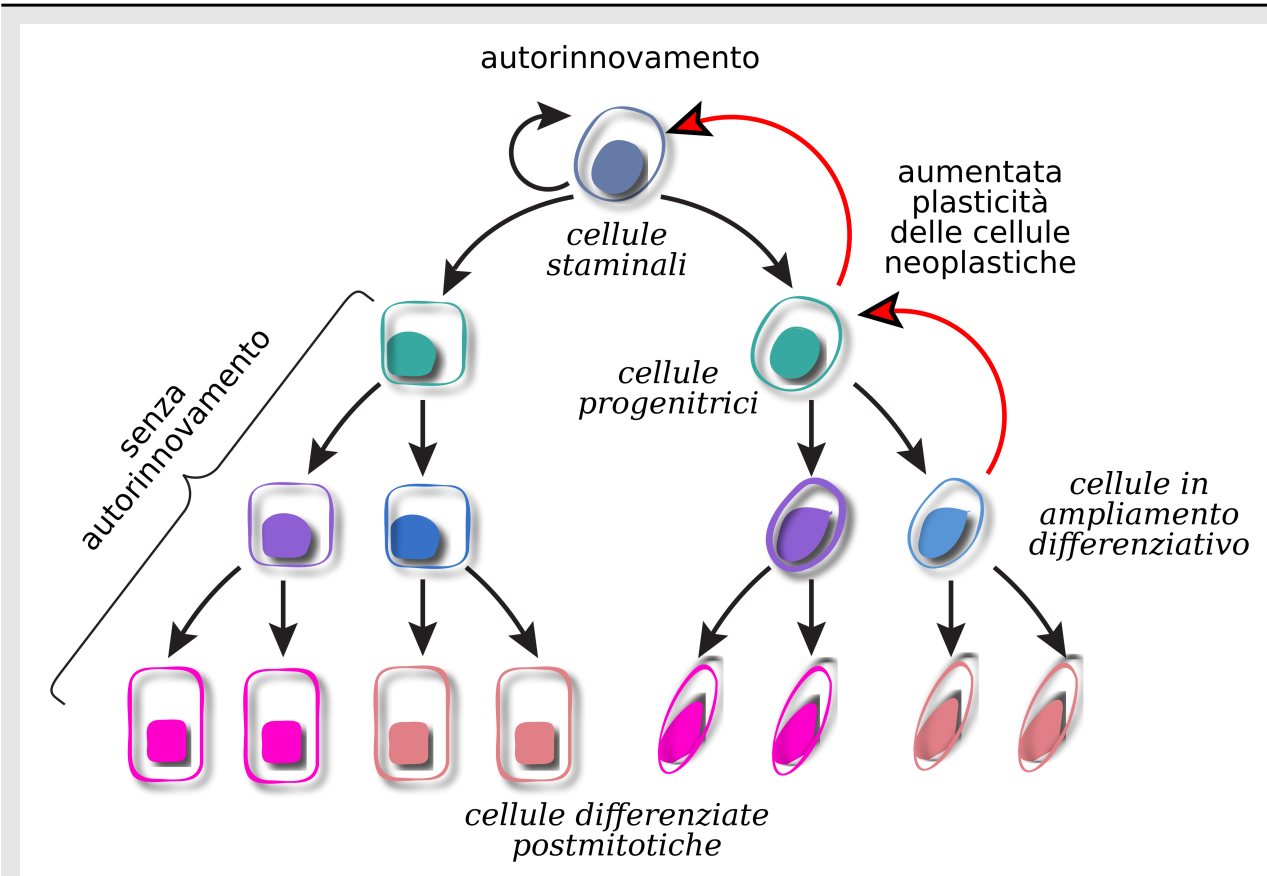 autorinnovamento
aumentata
plasticità
delle cellule
neoplastiche
cellule
staminali
senza
autorinnovamento
cellule
progenitrici
cellule in
ampliamento
differenziativo
cellule differenziate
postmitotiche